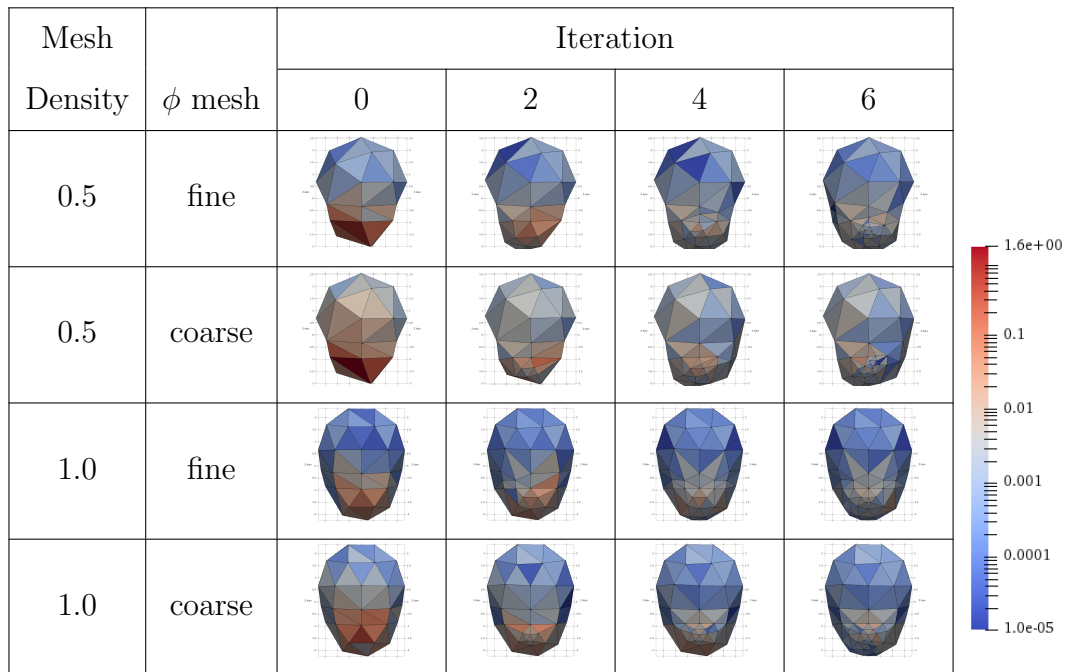 Mesh
Density
ϕ mesh
Iteration
0 2 4 6
0.5 fine
0.5 coarse
1.0 fine
1.0 coarse
1.6e+00
0.1
0.01
0.001
0.0001
1.0e-05